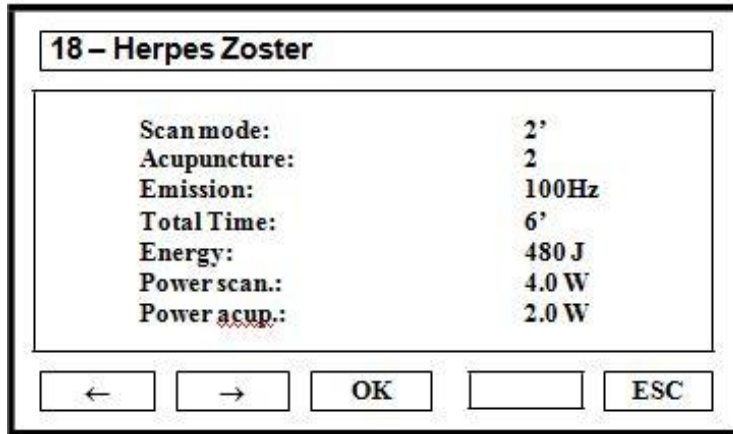 18 – Herpes Zoster
Scan mode: 2’
Acupuncture: 2
Emission: 100Hz
Total Time: 6’
Energy: 480 J
Power scan.: 4.0 W
Power acup.: 2.0 W
← → OK ESC